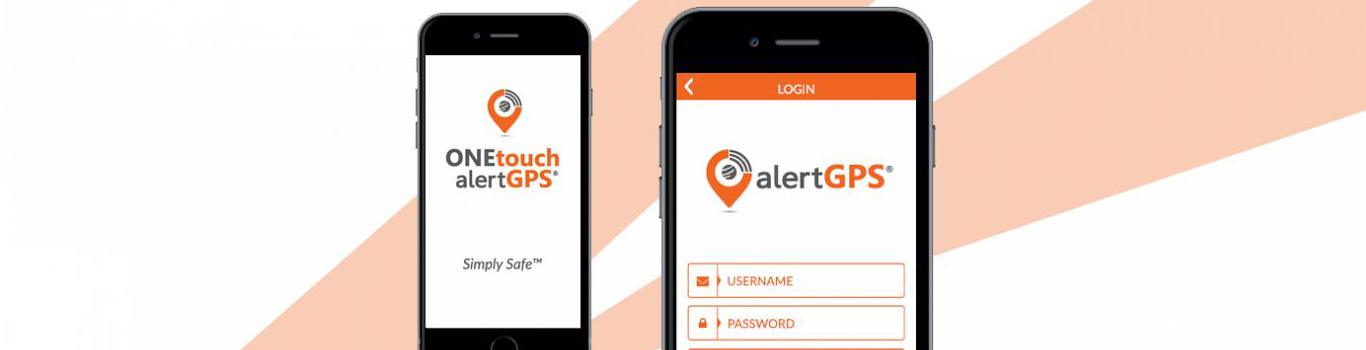 ONEtouch
alertGPS®
Simply Safe™
LOGIN
alertGPS®
USERNAME
PASSWORD